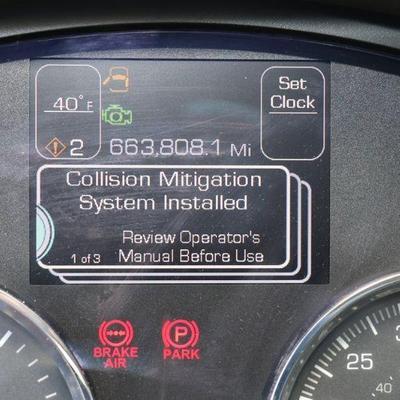 40°F
2
Set
Clock
663,808.1 Mi
Collision Mitigation
System Installed
Review Operator's
Manual Before Use
1 of 3
BRAKE
AIR
P
PARK
25
40